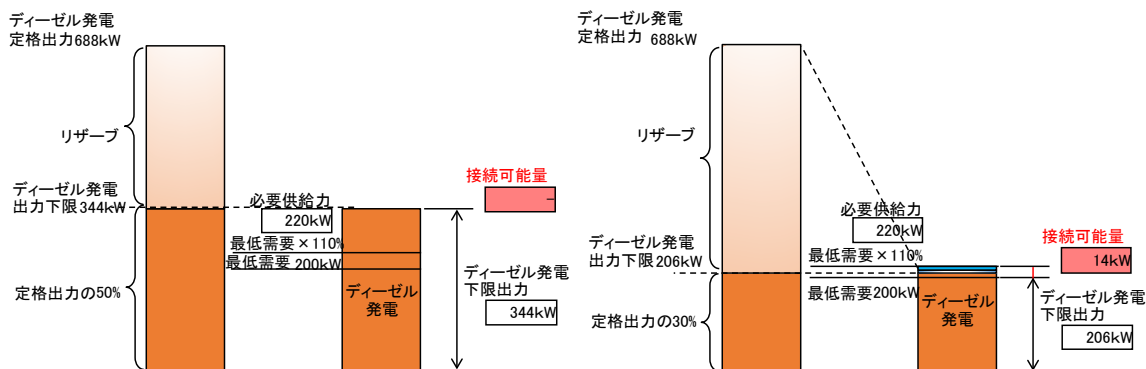 ディーゼル発電
定格出力688kW
リザーブ
ディーゼル発電
出力下限344kW
定格出力の50%
必要供給力
220kW
最低需要×110%
最低需要 200kW
ディーゼル
発電
接続可能量
-
ディーゼル発電
下限出力
344kW
ディーゼル発電
定格出力 688kW
リザーブ
ディーゼル発電
出力下限206kW
定格出力の30%
必要供給力
220kW
最低需要×110%
最低需要200kW
ディーゼル
発電
接続可能量
14kW
ディーゼル発電
下限出力
206kW